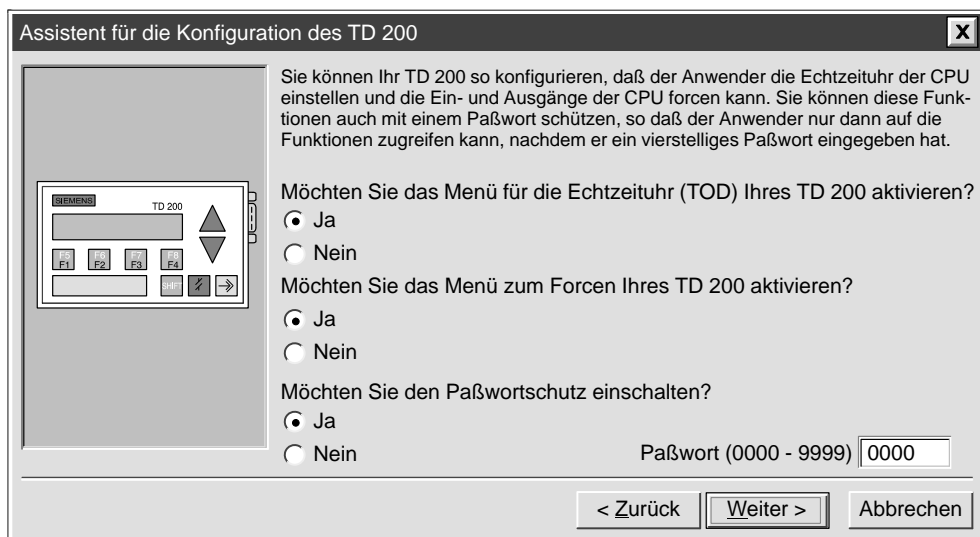 Assistent für die Konfiguration des TD 200
X
Sie können Ihr TD 200 so konfigurieren, daß der Anwender die Echtzeituhr der CPU
einstellen und die Ein- und Ausgänge der CPU forcen kann. Sie können diese Funk-
tionen auch mit einem Paßwort schützen, so daß der Anwender nur dann auf die
Funktionen zugreifen kann, nachdem er ein vierstelliges Paßwort eingegeben hat.
SIEMENS
TD 200
F5 F6 F7 F8
F1 F2 F3 F4
SHIFT
Möchten Sie das Menü für die Echtzeituhr (TOD) Ihres TD 200 aktivieren?
Ja
Nein
Möchten Sie das Menü zum Forcen Ihres TD 200 aktivieren?
Ja
Nein
Möchten Sie den Paßwortschutz einschalten?
Ja
Nein
Paßwort (0000 - 9999) 0000
< Zurück
Weiter >
Abbrechen